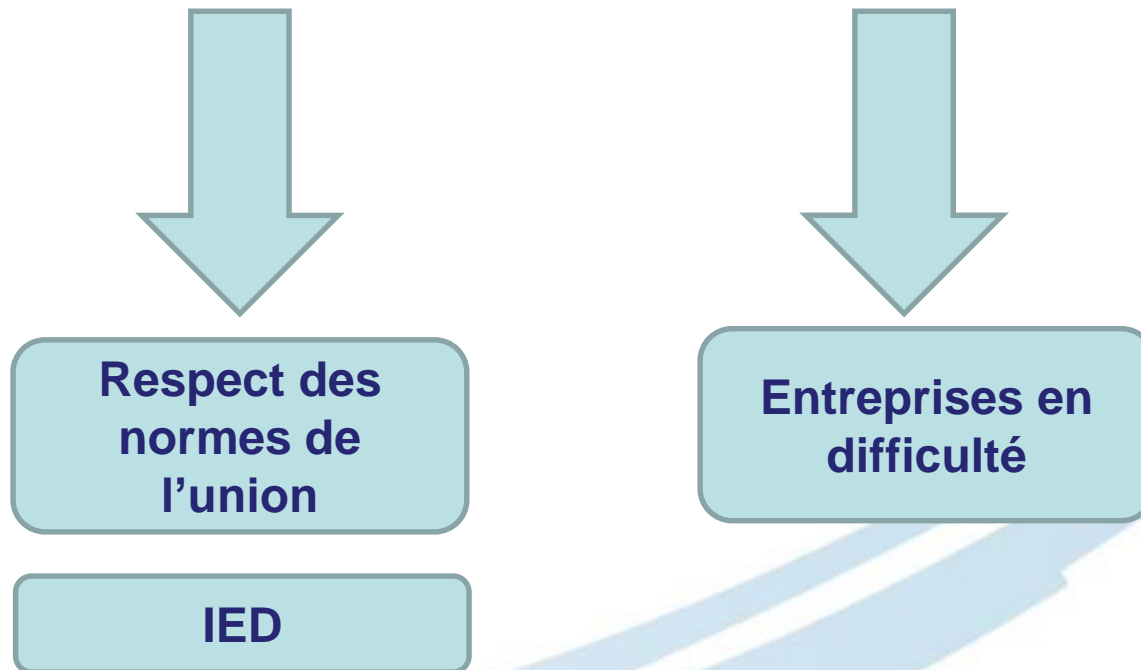 Respect des
normes de
l’union
Entreprises en
difficulté
IED